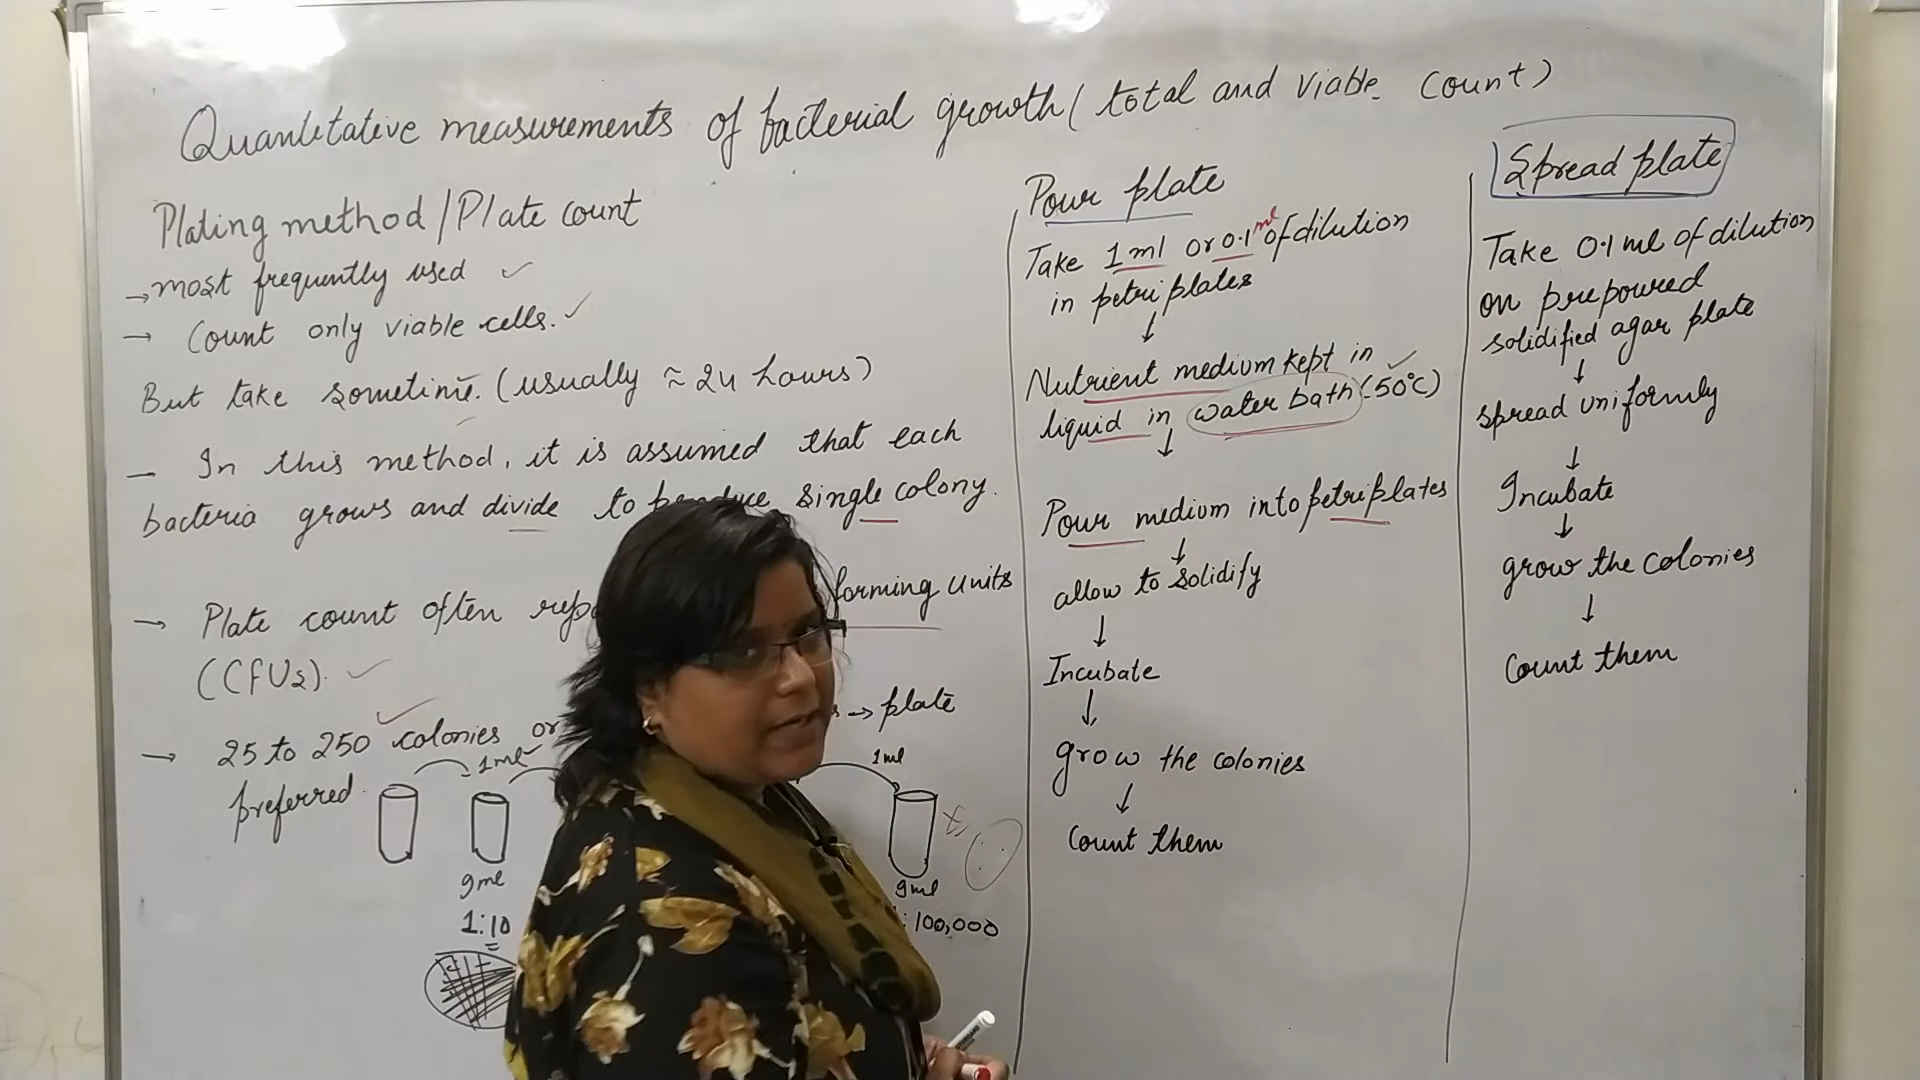 Quantitative measurements of bacterial growth (total and viable count)
Plating method/Plate count
→ most frequently used ✓
→ Count only viable cells. ✓
But take sometime. (usually ≈ 24 hours)
– In this method, it is assumed that each
bacteria grows and divide to produce single colony.
→ Plate count often forming units
(CFUs). ✓
→ 25 to 250 colonies or → plate
preferred.
1ml
1ml
9ml
9ml
1:10
:100,000
Pour plate
Take 1 ml or 0.1 ml of dilution
in petriplates
↓
Nutrient medium kept in
liquid in water bath (50°C)
↓
Pour medium into petriplates
↓
allow to solidify
↓
Incubate
↓
grow the colonies
↓
Count them
Spread plate
Take 0.1 ml of dilution
on prepoured
solidified agar plate
↓
spread uniformly
↓
Incubate
↓
grow the colonies
↓
Count them